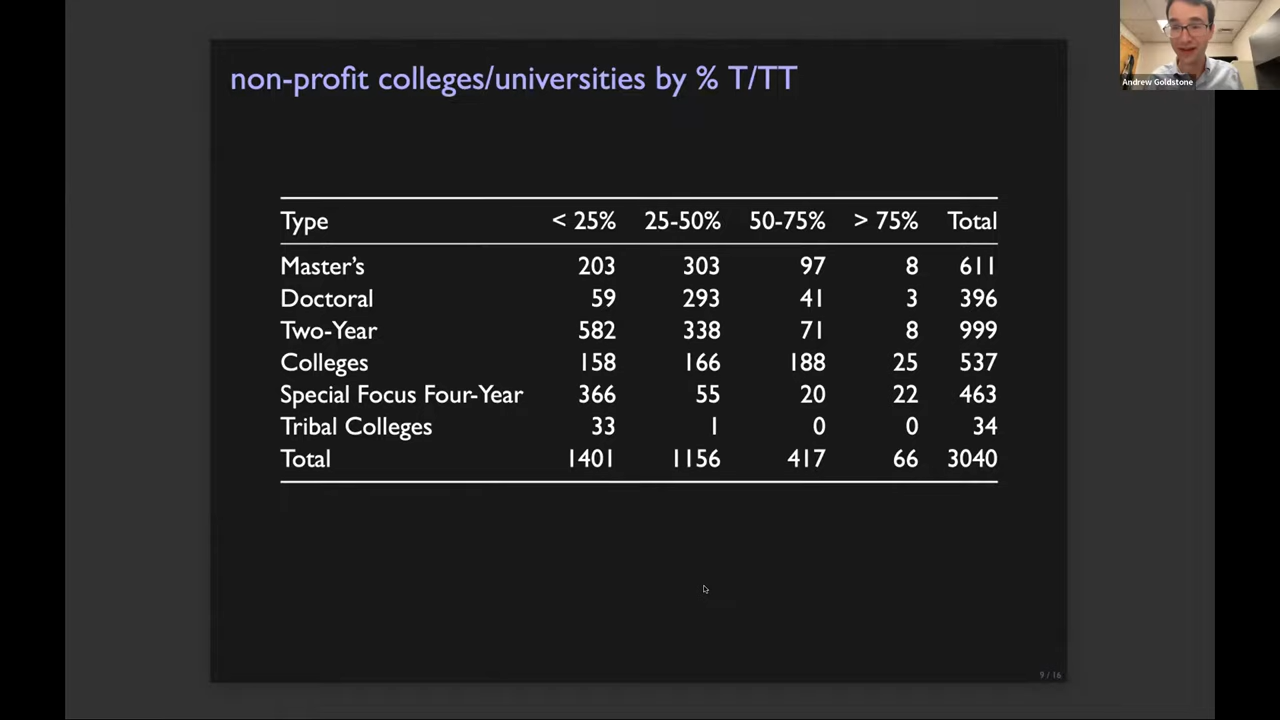 non-profit colleges/universities by % T/TT
Andrew Goldstone
Type < 25% 25-50% 50-75% > 75% Total
Master's 203 303 97 8 611
Doctoral 59 293 41 3 396
Two-Year 582 338 71 8 999
Colleges 158 166 188 25 537
Special Focus Four-Year 366 55 20 22 463
Tribal Colleges 33 1 0 0 34
Total 1401 1156 417 66 3040
9 / 16